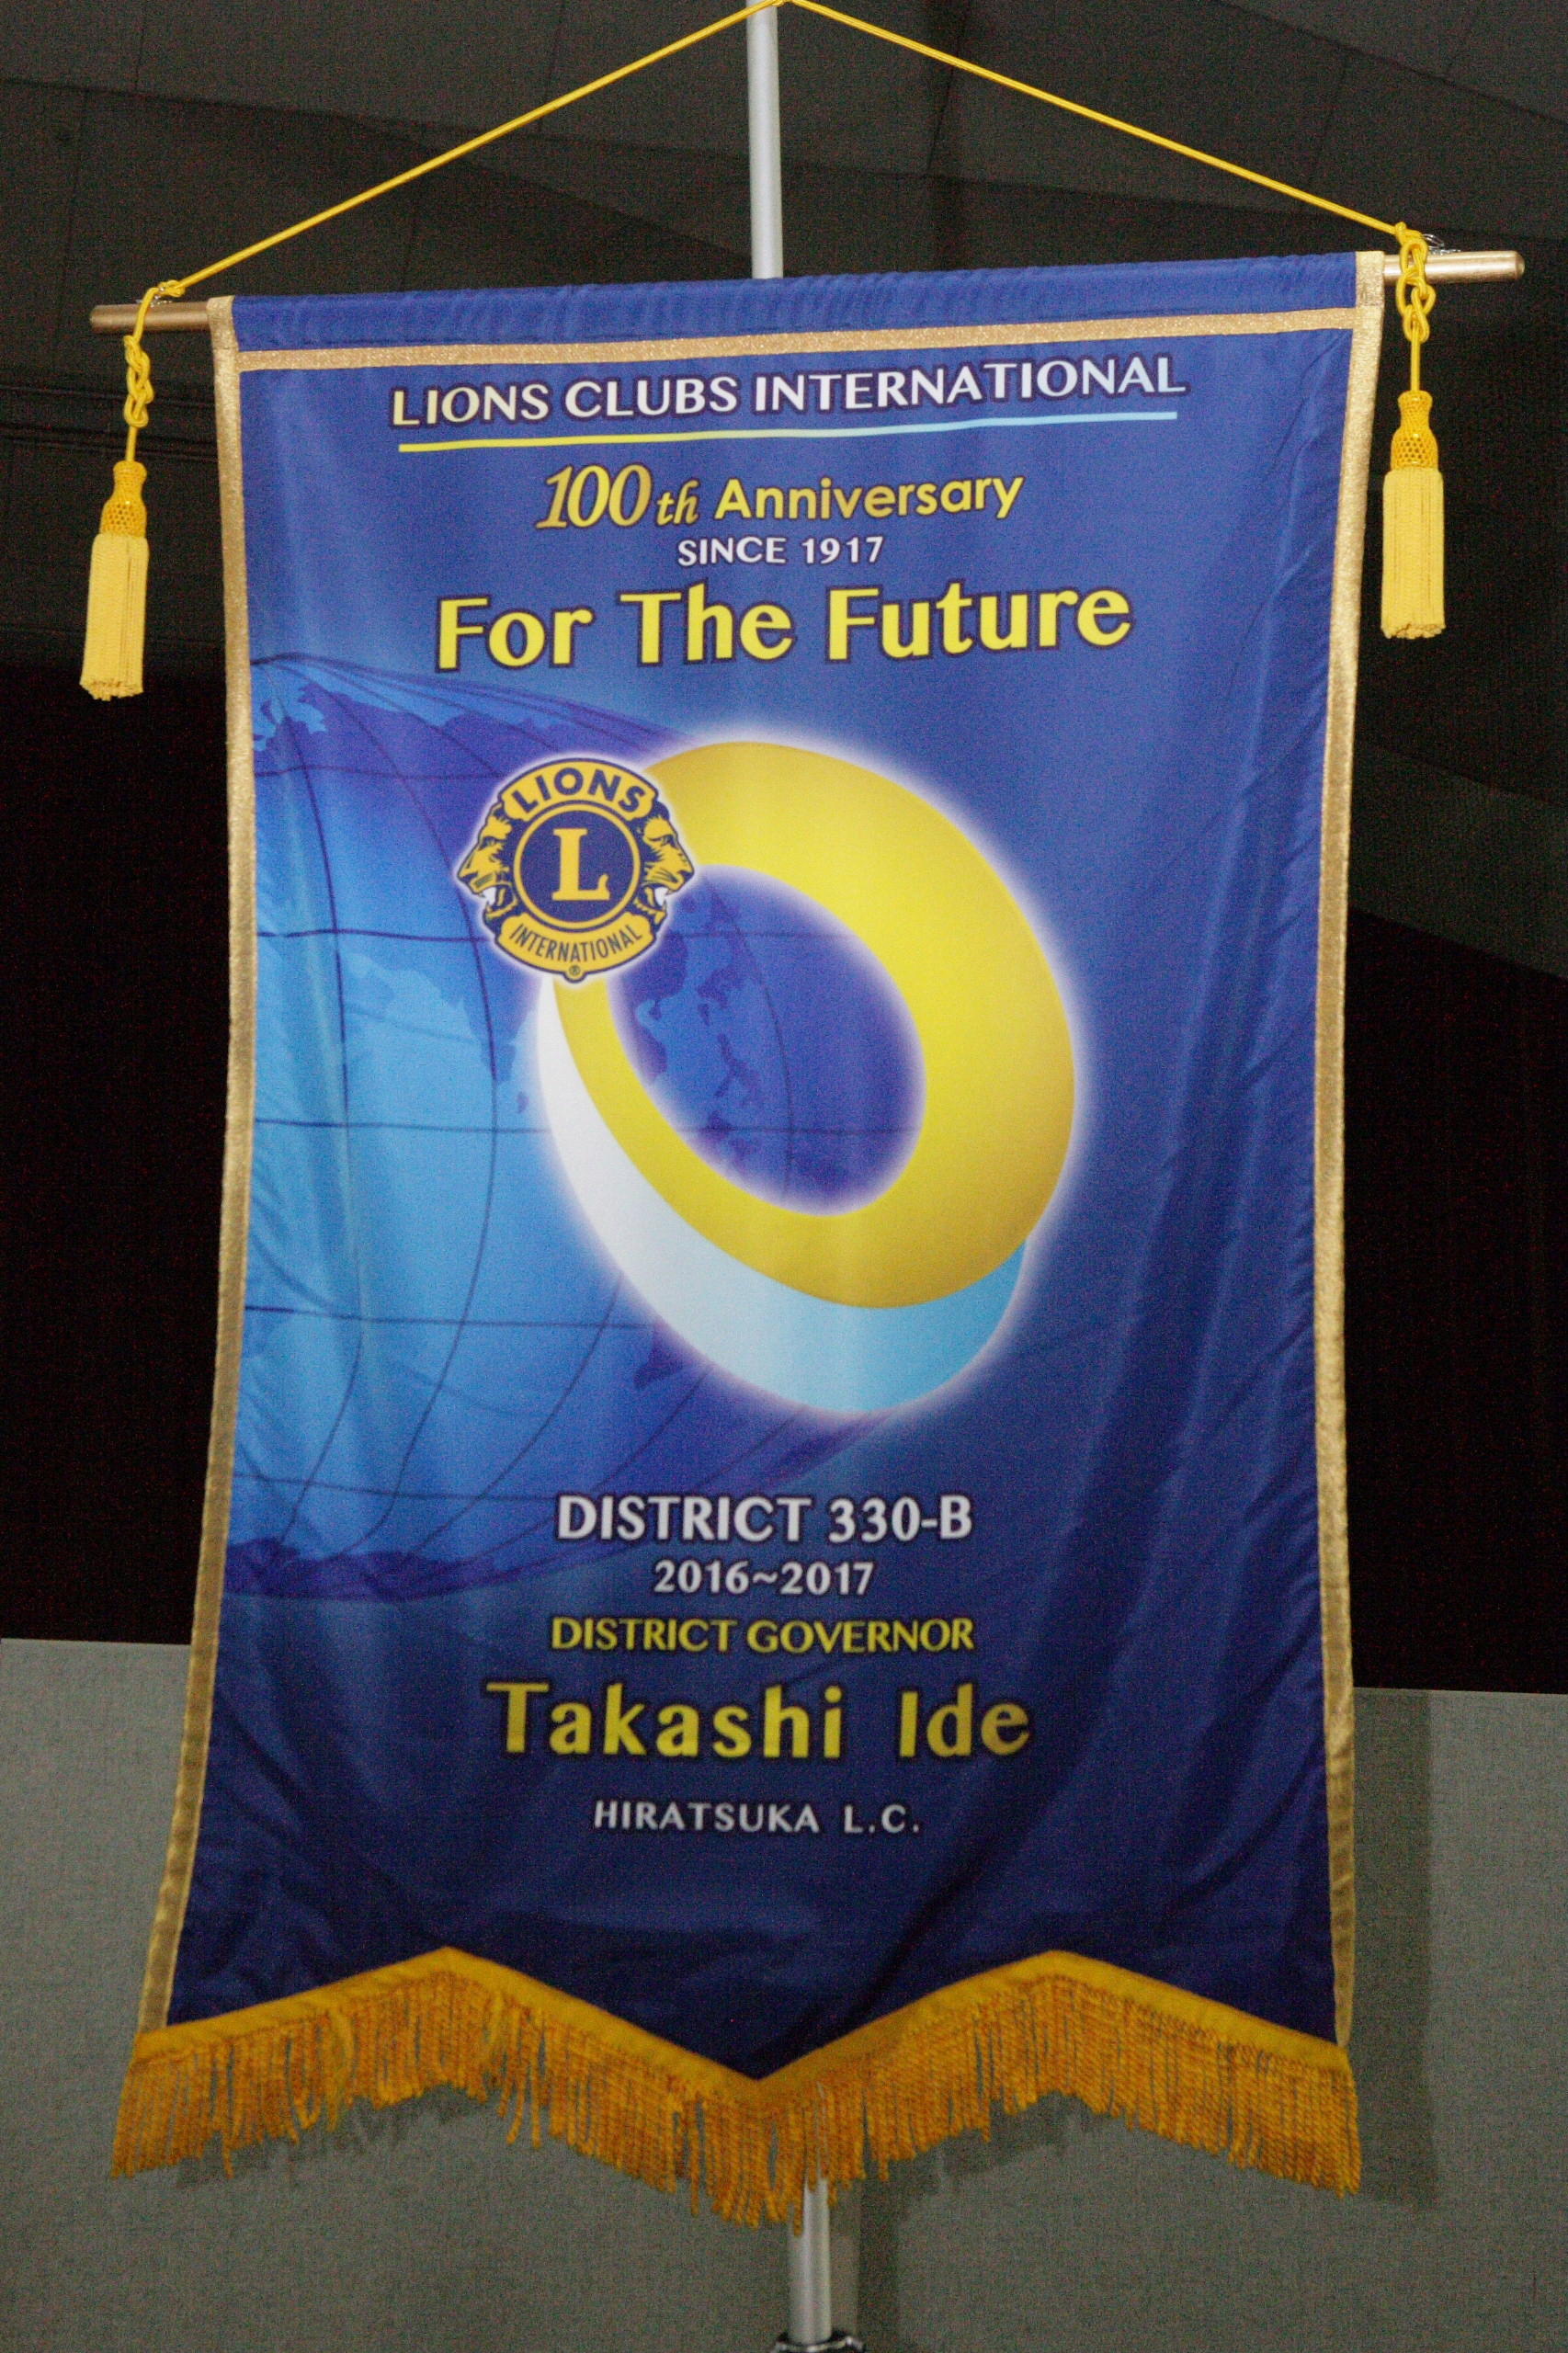 LIONS CLUBS INTERNATIONAL
100th Anniversary
SINCE 1917
For The Future
LIONS
L
INTERNATIONAL
®
DISTRICT 330-B
2016~2017
DISTRICT GOVERNOR
Takashi Ide
HIRATSUKA L.C.